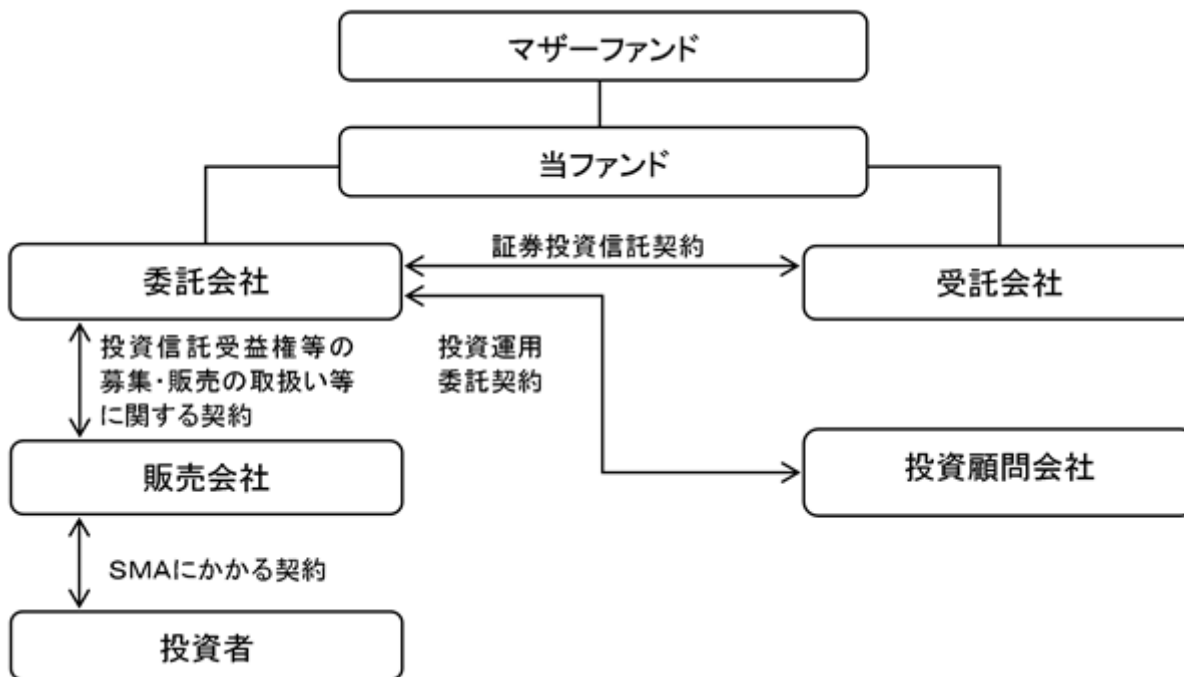 マザーファンド
当ファンド
証券投資信託契約
委託会社
受託会社
投資信託受益権等の
募集・販売の取扱い等
に関する契約
投資運用
委託契約
販売会社
投資顧問会社
SMAにかかる契約
投資者